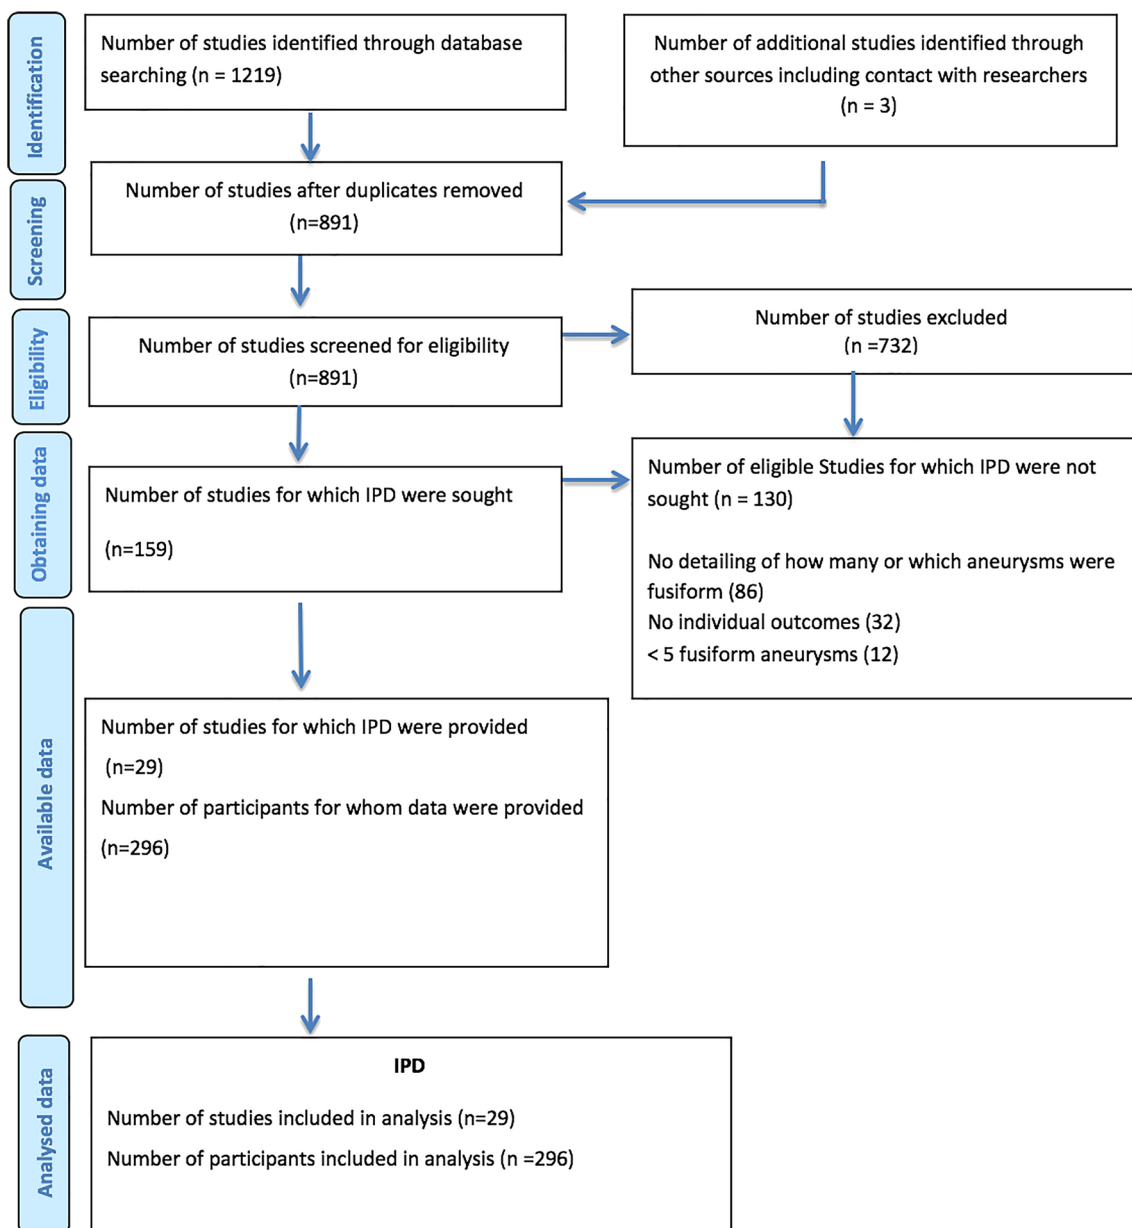 Identification
Number of studies identified through database
searching (n = 1219)
Number of additional studies identified through
other sources including contact with researchers
(n = 3)
Screening
Number of studies after duplicates removed
(n=891)
Eligibility
Number of studies screened for eligibility
(n=891)
Number of studies excluded
(n =732)
Obtaining data
Number of studies for which IPD were sought
(n=159)
Number of eligible Studies for which IPD were not
sought (n = 130)
No detailing of how many or which aneurysms were
fusiform (86)
No individual outcomes (32)
< 5 fusiform aneurysms (12)
Available data
Number of studies for which IPD were provided
(n=29)
Number of participants for whom data were provided
(n=296)
Analysed data
IPD
Number of studies included in analysis (n=29)
Number of participants included in analysis (n =296)